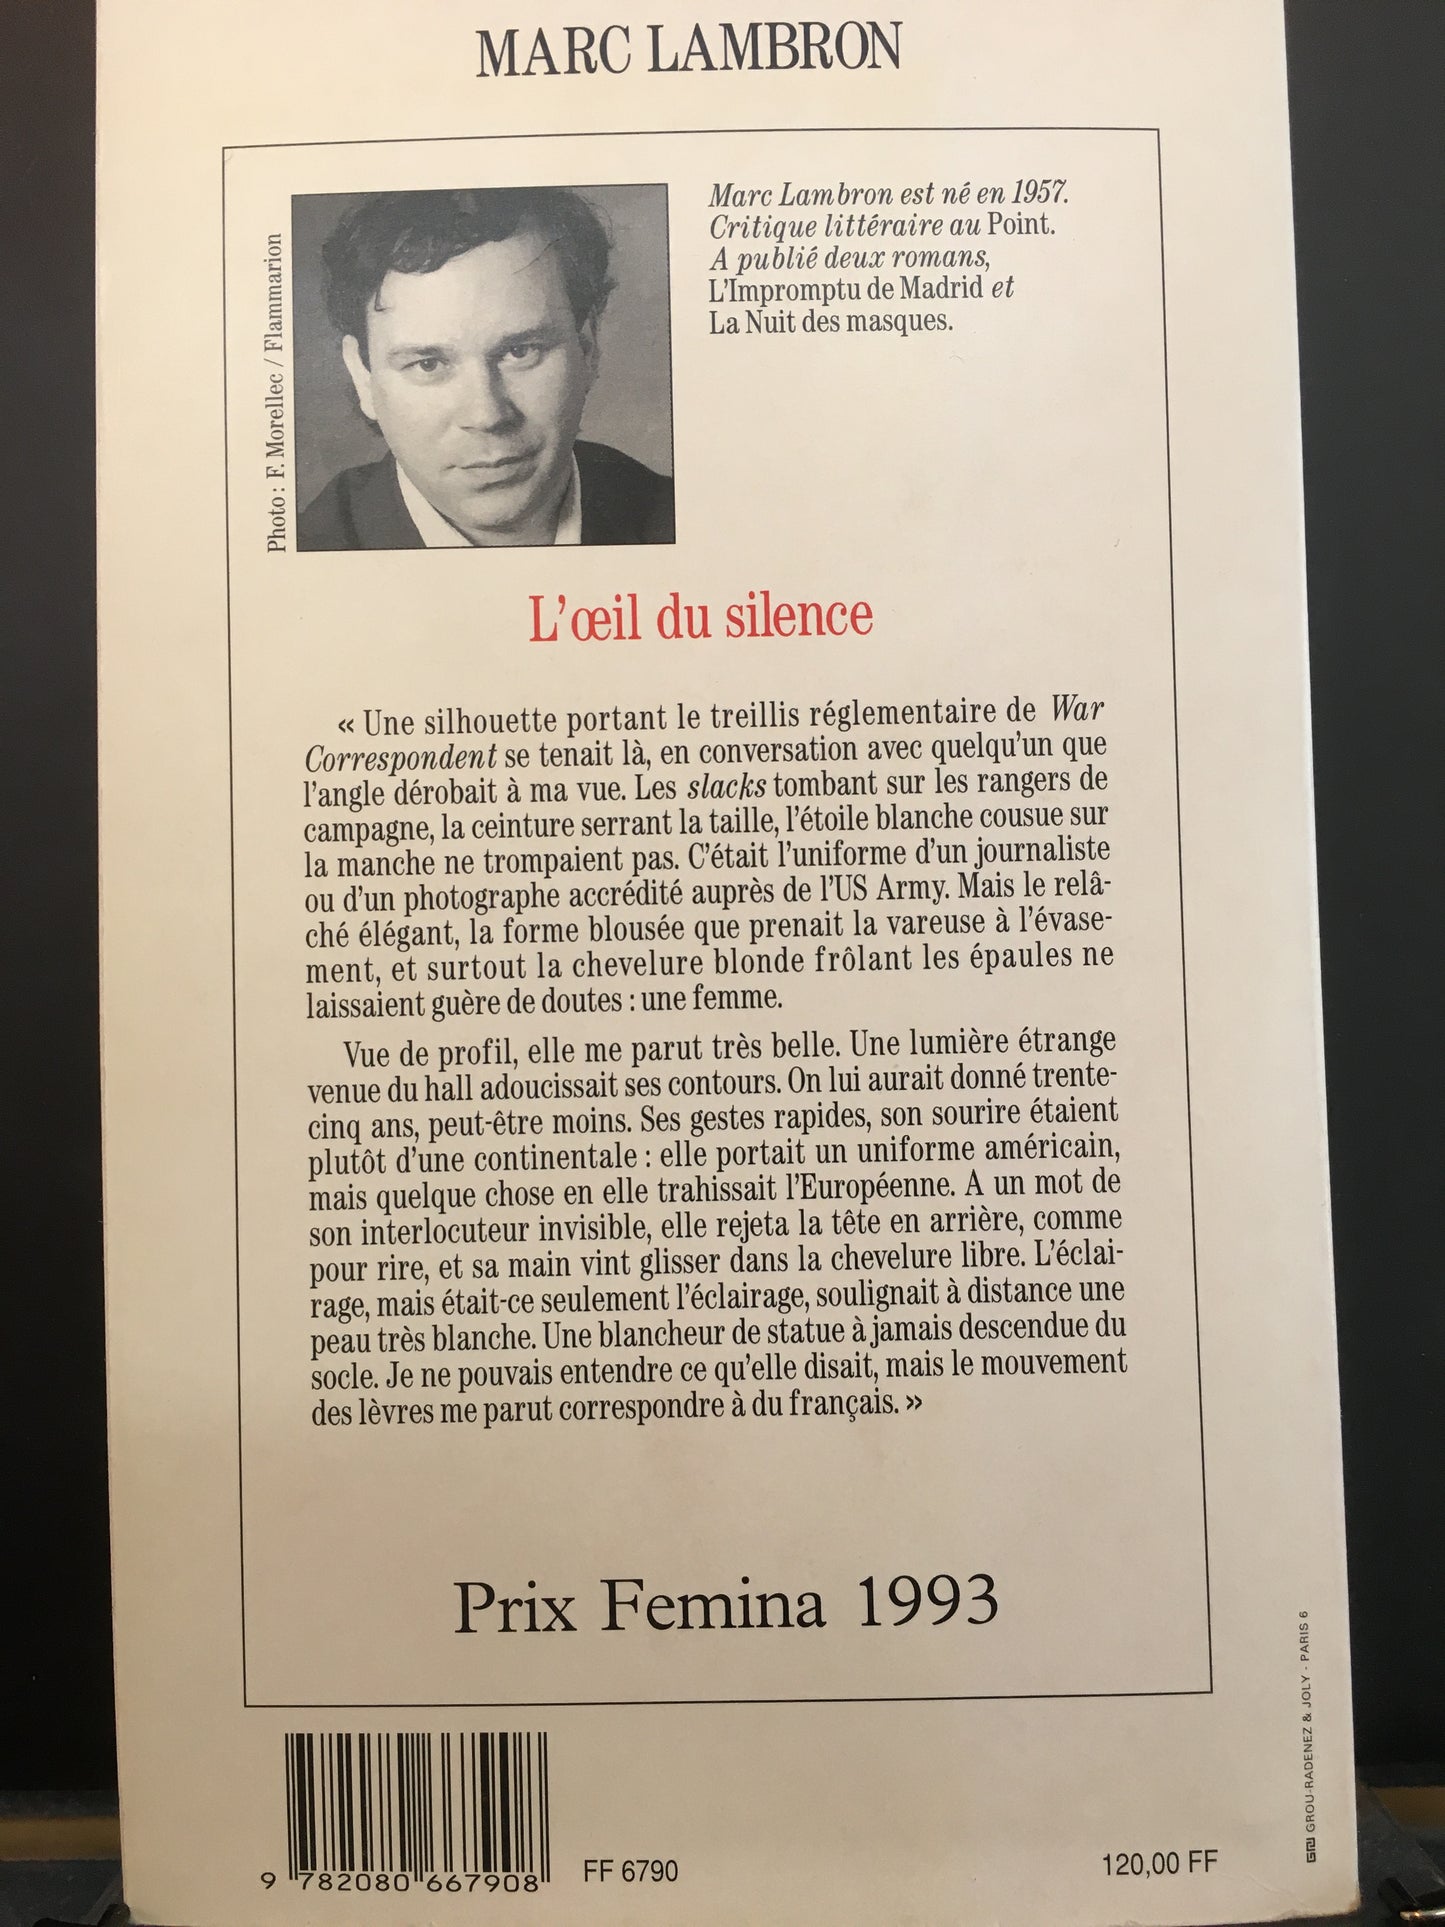 MARC LAMBRON
Photo : F. Morellec / Flammarion
Marc Lambron est né en 1957.
Critique littéraire au Point.
A publié deux romans,
L'Impromptu de Madrid et
La Nuit des masques.
L'œil du silence
« Une silhouette portant le treillis réglementaire de War
Correspondent se tenait là, en conversation avec quelqu'un que
l'angle dérobait à ma vue. Les slacks tombant sur les rangers de
campagne, la ceinture serrant la taille, l'étoile blanche cousue sur
la manche ne trompaient pas. C'était l'uniforme d'un journaliste
ou d'un photographe accrédité auprès de l'US Army. Mais le relâ-
ché élégant, la forme blousée que prenait la vareuse à l'évase-
ment, et surtout la chevelure blonde frôlant les épaules ne
laissaient guère de doutes : une femme.
Vue de profil, elle me parut très belle. Une lumière étrange
venue du hall adoucissait ses contours. On lui aurait donné trente-
cinq ans, peut-être moins. Ses gestes rapides, son sourire étaient
plutôt d'une continentale : elle portait un uniforme américain,
mais quelque chose en elle trahissait l'Européenne. A un mot de
son interlocuteur invisible, elle rejeta la tête en arrière, comme
pour rire, et sa main vint glisser dans la chevelure libre. L'éclai-
rage, mais était-ce seulement l'éclairage, soulignait à distance une
peau très blanche. Une blancheur de statue à jamais descendue du
socle. Je ne pouvais entendre ce qu'elle disait, mais le mouvement
des lèvres me parut correspondre à du français. »
Prix Femina 1993
GROU-RADENEZ & JOLY - PARIS 6
9 782080 667908
FF 6790
120,00 FF